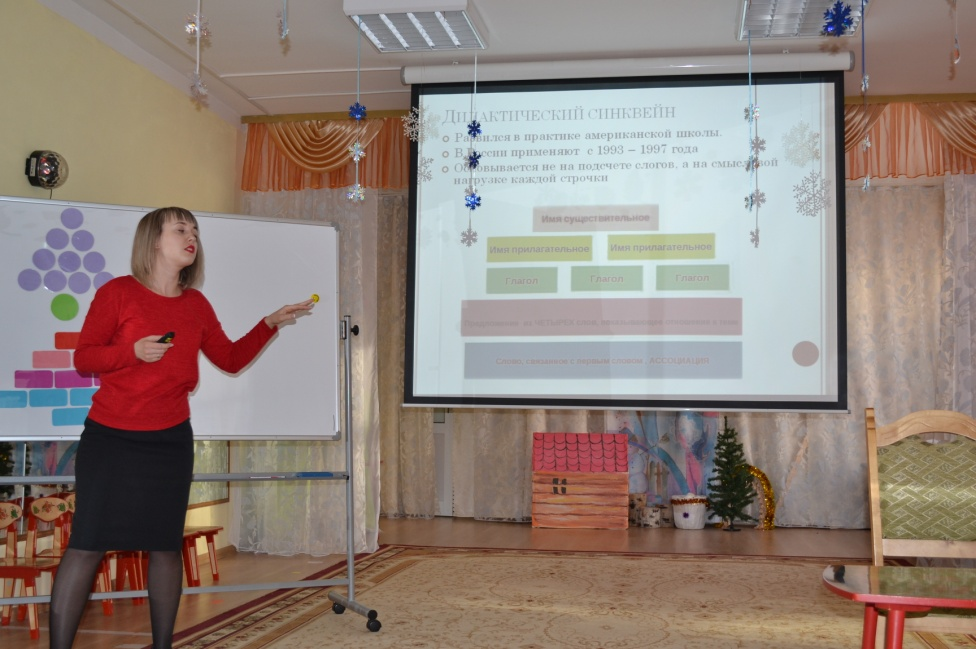 Дидактический синквейн
Развился в практике американской школы.
В России применяют с 1993 – 1997 года
Основывается не на подсчете слогов, а на смысловой
нагрузке каждой строчки
Имя существительное
Имя прилагательное Имя прилагательное
Глагол Глагол Глагол
Предложение из ЧЕТЫРЕХ слов, отношение к теме
Слово, связанное с первым словом, АССОЦИАЦИЯ